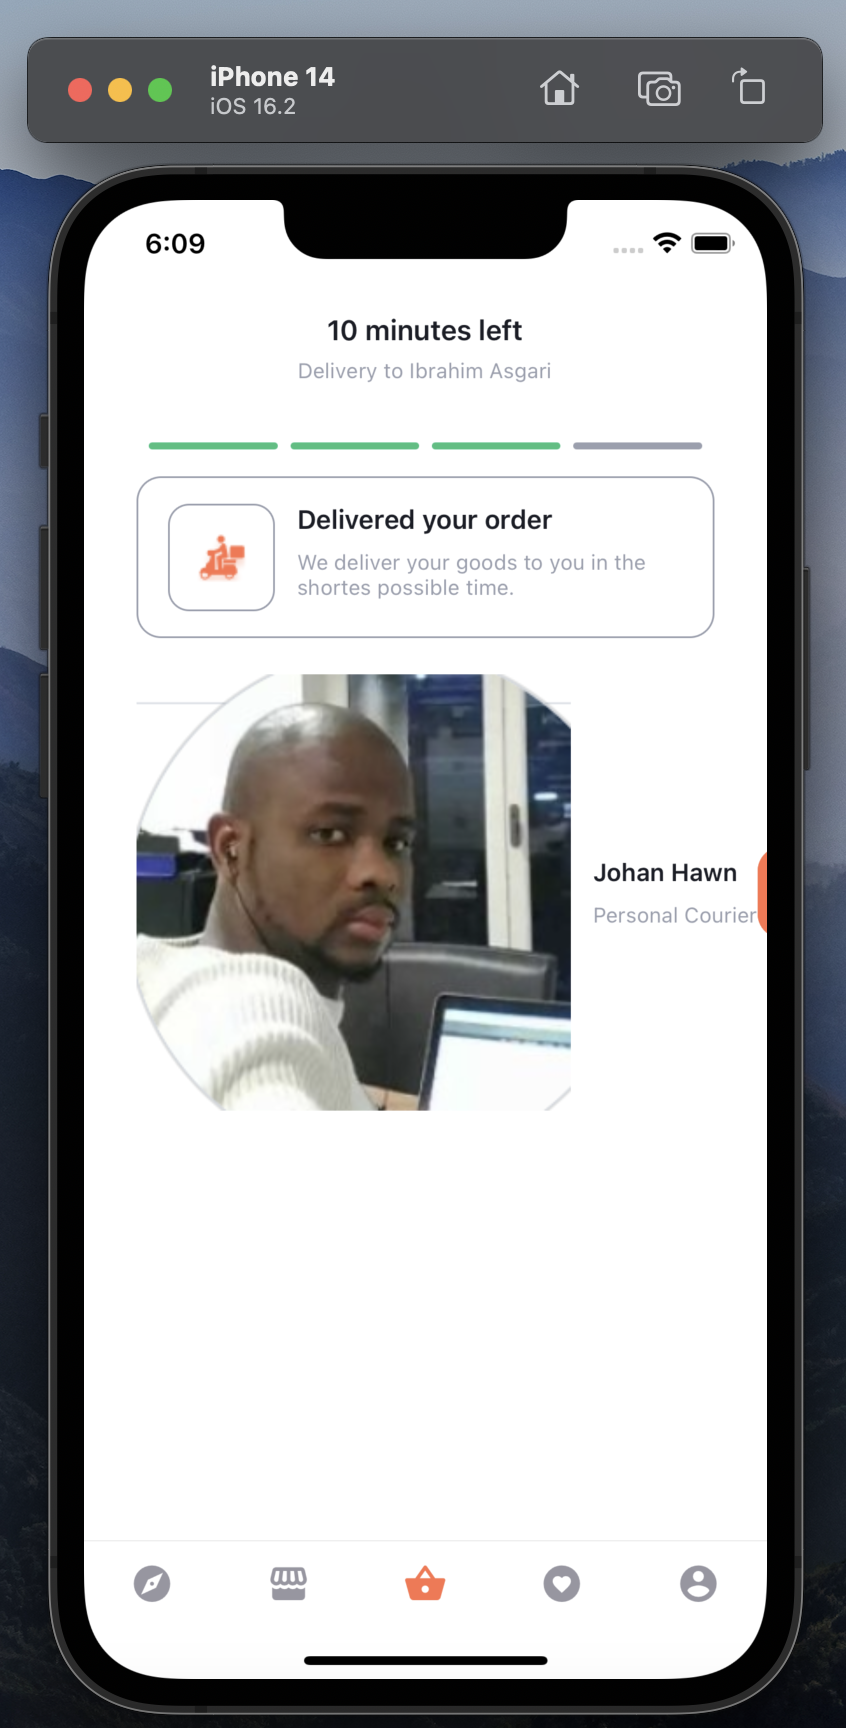 iPhone 14
iOS 16.2
6:09
10 minutes left
Delivery to Ibrahim Asgari
Delivered your order
We deliver your goods to you in the
shortes possible time.
Johan Hawn
Personal Courier